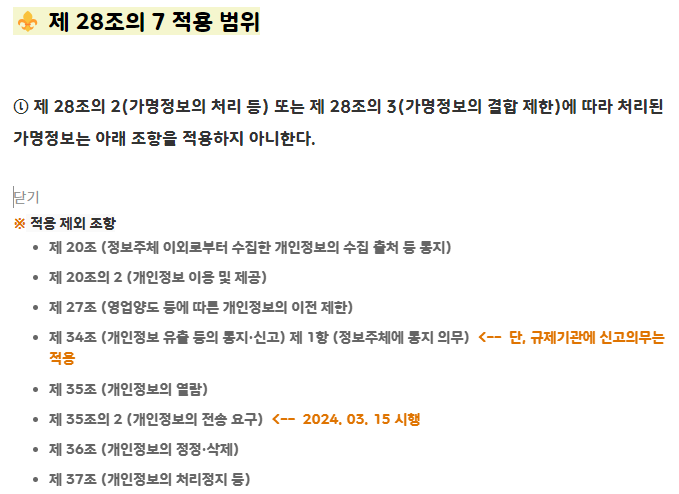 제 28조의 7 적용 범위
① 제 28조의 2(가명정보의 처리 등) 또는 제 28조의 3(가명정보의 결합 제한)에 따라 처리된
가명정보는 아래 조항을 적용하지 아니한다.
닫기
※ 적용 제외 조항
• 제 20조 (정보주체 이외로부터 수집한 개인정보의 수집 출처 등 통지)
• 제 20조의 2 (개인정보 이용 및 제공)
• 제 27조 (영업양도 등에 따른 개인정보의 이전 제한)
• 제 34조 (개인정보 유출 등의 통지·신고) 제 1항 (정보주체에 통지 의무) <-- 단, 규제기관에 신고의무는
적용
• 제 35조 (개인정보의 열람)
• 제 35조의 2 (개인정보의 전송 요구) <-- 2024. 03. 15 시행
• 제 36조 (개인정보의 정정·삭제)
• 제 37조 (개인정보의 처리정지 등)